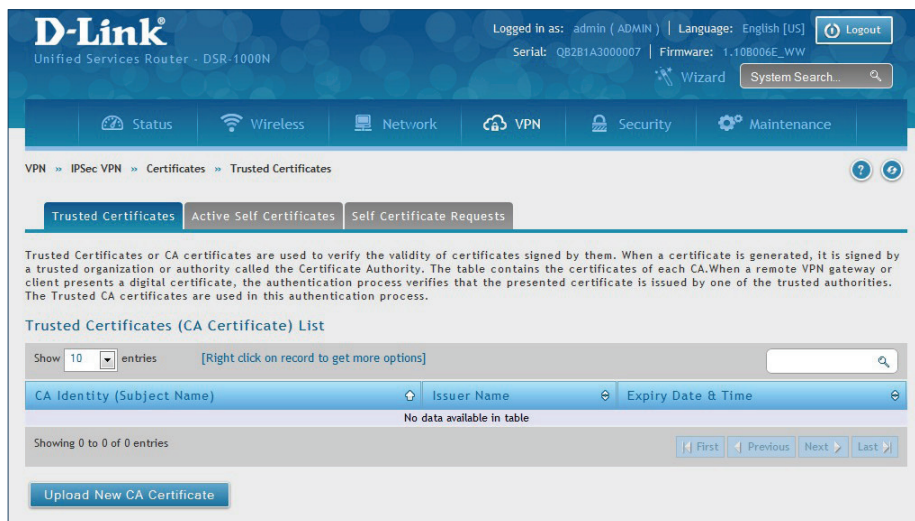 D-Link®
Unified Services Router - DSR-1000N
Logged in as: admin ( ADMIN ) | Language: English [US]
Logout
Serial: QB2B1A3000007 | Firmware: 1.10B006E_WW
Wizard
System Search...
Status
Wireless
Network
VPN
Security
Maintenance
VPN » IPSec VPN » Certificates » Trusted Certificates
?
Trusted Certificates
Active Self Certificates
Self Certificate Requests
Trusted Certificates or CA certificates are used to verify the validity of certificates signed by them. When a certificate is generated, it is signed by
a trusted organization or authority called the Certificate Authority. The table contains the certificates of each CA.When a remote VPN gateway or
client presents a digital certificate, the authentication process verifies that the presented certificate is issued by one of the trusted authorities.
The Trusted CA certificates are used in this authentication process.
Trusted Certificates (CA Certificate) List
Show 10 entries
[Right click on record to get more options]
CA Identity (Subject Name)
Issuer Name
Expiry Date & Time
No data available in table
Showing 0 to 0 of 0 entries
First
Previous
Next
Last
Upload New CA Certificate